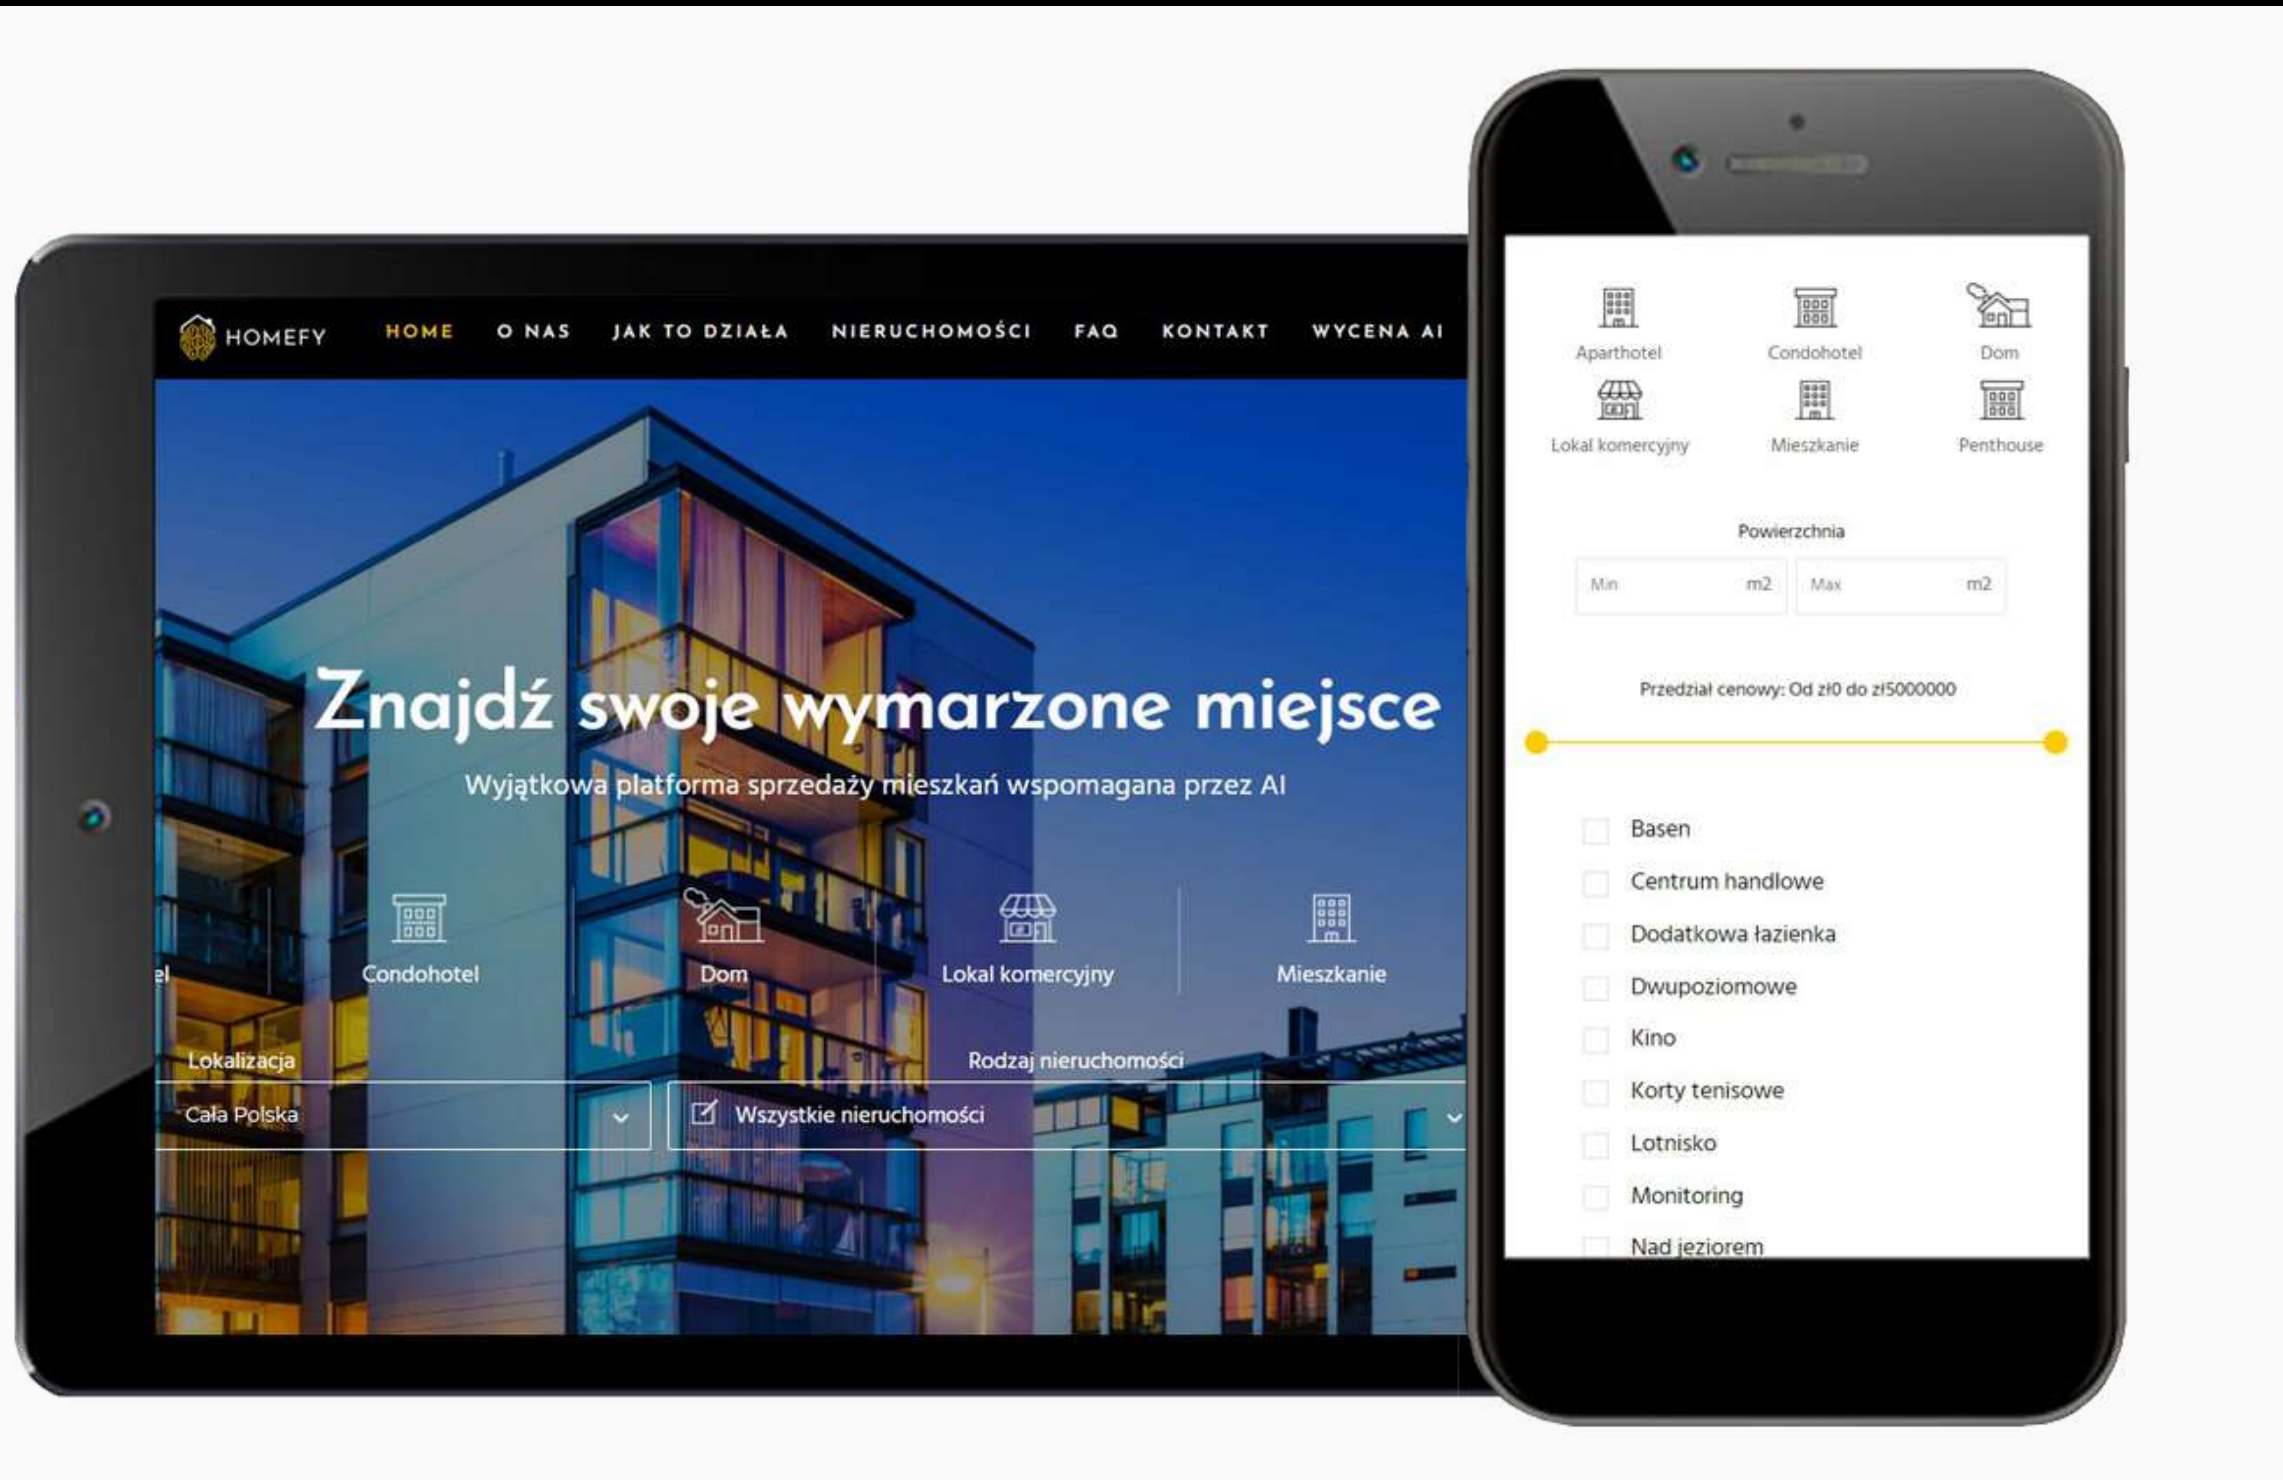 HOMEFY HOME O NAS JAK TO DZIAŁA NIERUCHOMOŚCI FAQ KONTAKT WYCENA AI
Znajdź swoje wymarzone miejsce
Wyjątkowa platforma sprzedaży mieszkań wspomagana przez AI
el Condohotel Dom Lokal komercyjny Mieszkanie
Lokalizacja Rodzaj nieruchomości
Cała Polska Wszystkie nieruchomości
Aparthotel Condohotel Dom
Lokal komercyjny Mieszkanie Penthouse
Powierzchnia
Min m2 Max m2
Przedział cenowy: Od zł0 do zł5000000
Basen
Centrum handlowe
Dodatkowa łazienka
Dwupoziomowe
Kino
Korty tenisowe
Lotnisko
Monitoring
Nad jeziorem